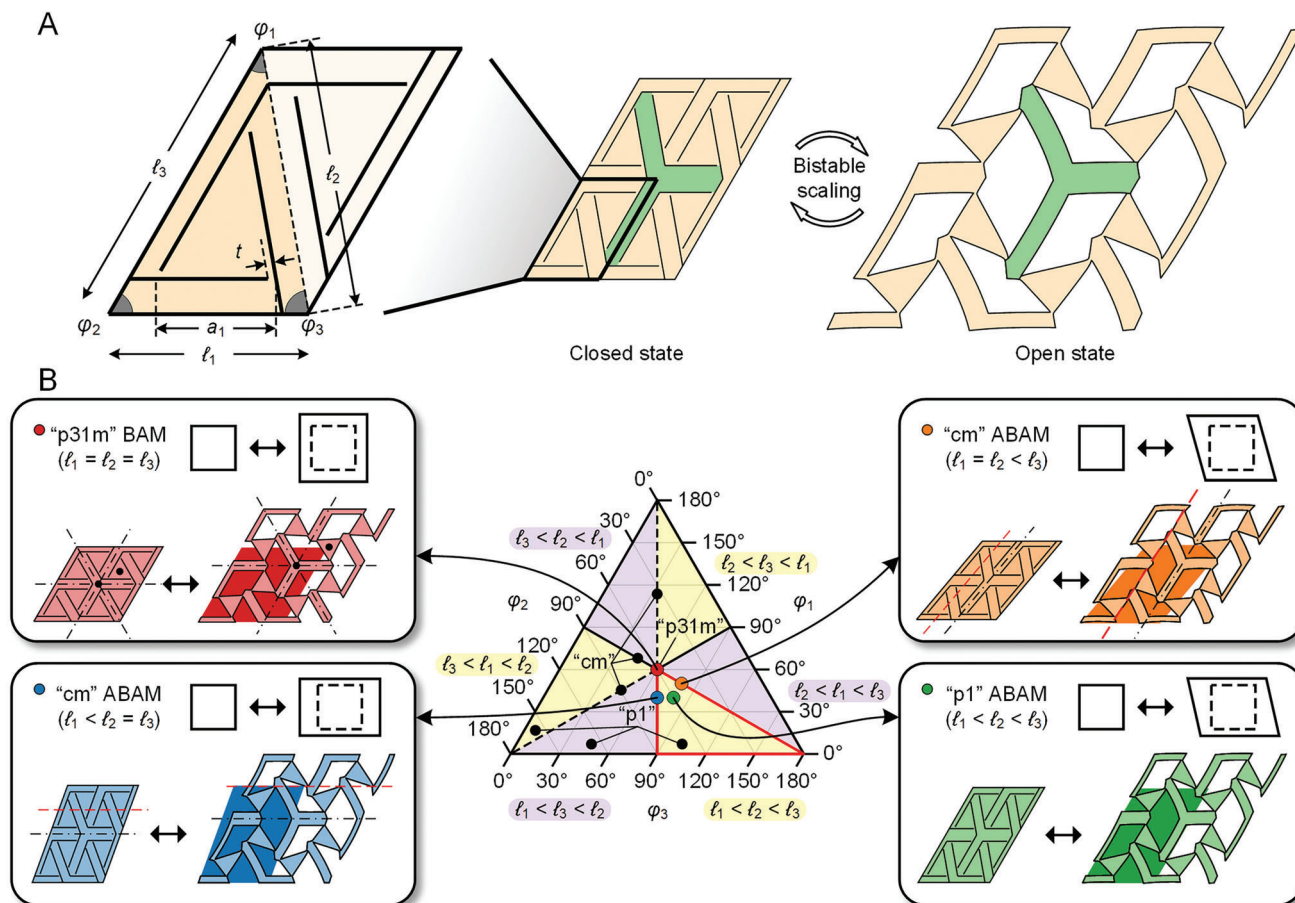 A
φ1
ℓ3
ℓ2
t
φ2
a1
φ3
ℓ1
Closed state
Bistable
scaling
Open state
B
“p31m” BAM
(ℓ1 = ℓ2 = ℓ3)
“cm” ABAM
(ℓ1 < ℓ2 = ℓ3)
0°
30°
60°
90°
120°
150°
180°
φ2
180°
150°
120°
90°
60°
30°
0°
φ1
0°
30°
60°
90°
120°
150°
180°
φ3
ℓ3 < ℓ2 < ℓ1
ℓ2 < ℓ3 < ℓ1
ℓ3 < ℓ1 < ℓ2
ℓ2 < ℓ1 < ℓ3
ℓ1 < ℓ3 < ℓ2
ℓ1 < ℓ2 < ℓ3
“p31m”
“cm”
“p1”
“cm” ABAM
(ℓ1 = ℓ2 < ℓ3)
“p1” ABAM
(ℓ1 < ℓ2 < ℓ3)